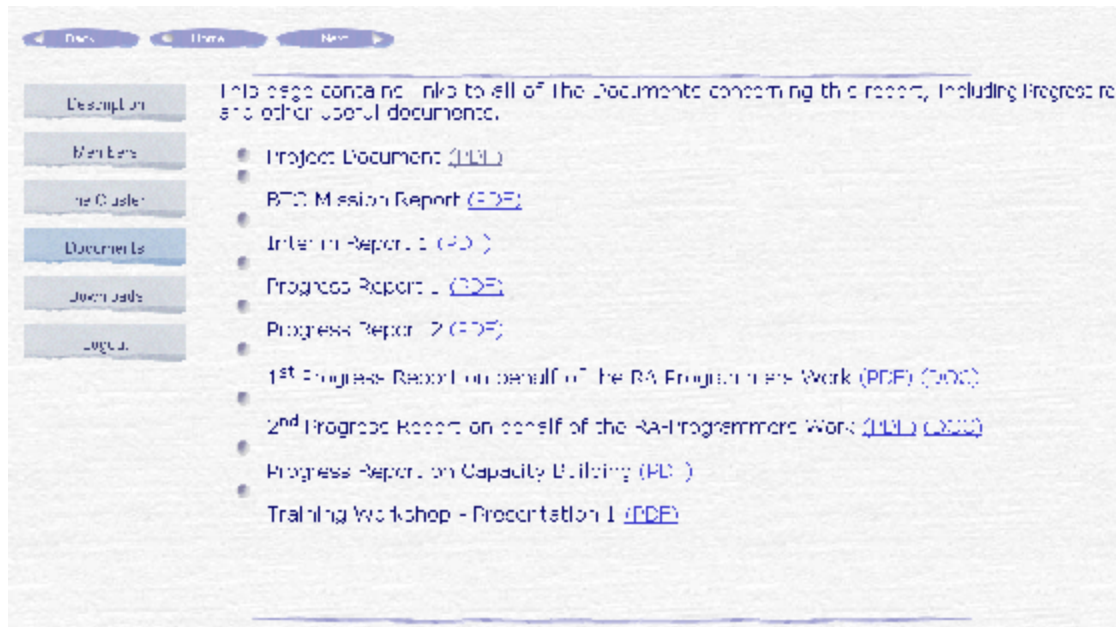 Back
Home
Next
Description
Members
The Cluster
Documents
Downloads
Logout
This page contains links to all of The Documents concerning this report, including Progress re
and other useful documents.
Project Document (PDF)
BTC Mission Report (PDF)
Interim Report 1 (PDF)
Progress Report 1 (PDF)
Progress Report 2 (PDF)
1st Progress Report on behalf of the RA Programmers Work (PDF) (DOC)
2nd Progress Report on behalf of the RA-Programmers Work (PDF) (DOC)
Progress Report on Capacity Building (PDF)
Training Workshop - Presentation 1 (PDF)